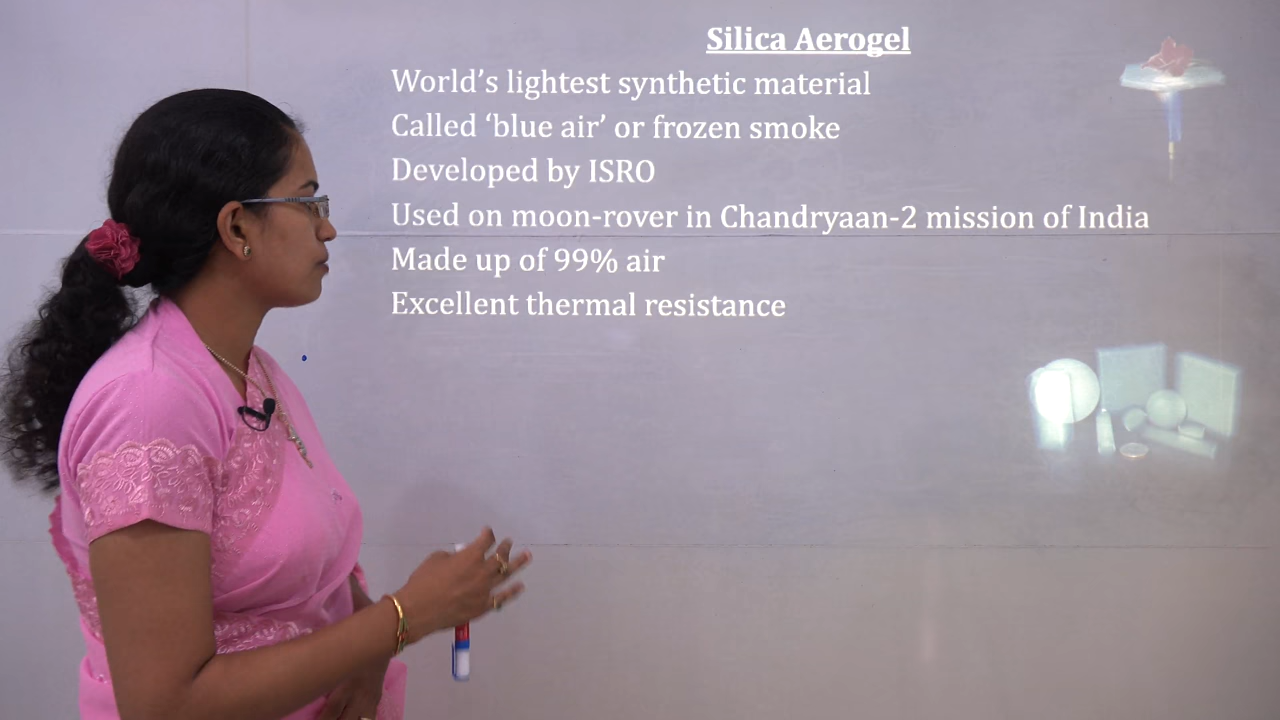 Silica Aerogel
World’s lightest synthetic material
Called ‘blue air’ or frozen smoke
Developed by ISRO
Used on moon-rover in Chandryaan-2 mission of India
Made up of 99% air
Excellent thermal resistance